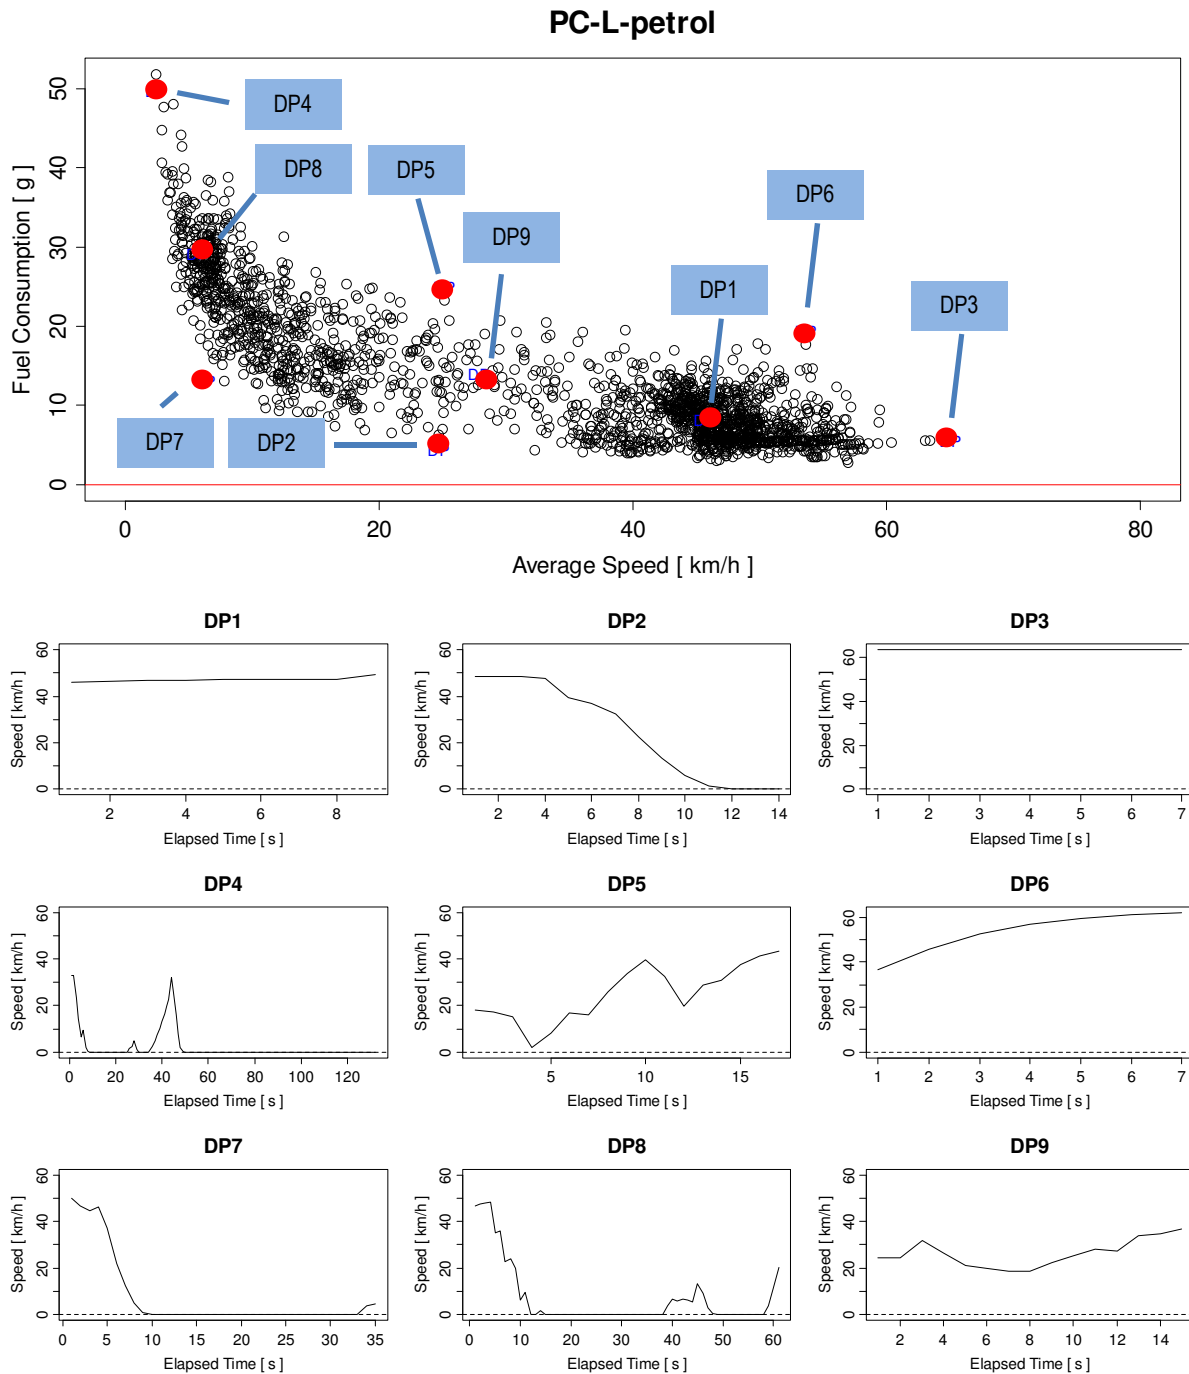 PC-L-petrol
Fuel Consumption [ g ]
50
40
30
20
10
0
DP4
DP8
DP5
DP9
DP6
DP1
DP3
DP7
DP2
0 20 40 60 80
Average Speed [ km/h ]
DP1
Speed [ km/h ]
60
40
20
0
2 4 6 8
Elapsed Time [ s ]
DP2
Speed [ km/h ]
60
40
20
0
2 4 6 8 10 12 14
Elapsed Time [ s ]
DP3
Speed [ km/h ]
60
40
20
0
1 2 3 4 5 6 7
Elapsed Time [ s ]
DP4
Speed [ km/h ]
60
40
20
0
0 20 40 60 80 100 120
Elapsed Time [ s ]
DP5
Speed [ km/h ]
60
40
20
0
5 10 15
Elapsed Time [ s ]
DP6
Speed [ km/h ]
60
40
20
0
1 2 3 4 5 6 7
Elapsed Time [ s ]
DP7
Speed [ km/h ]
60
40
20
0
0 5 10 15 20 25 30 35
Elapsed Time [ s ]
DP8
Speed [ km/h ]
60
40
20
0
0 10 20 30 40 50 60
Elapsed Time [ s ]
DP9
Speed [ km/h ]
60
40
20
0
2 4 6 8 10 12 14
Elapsed Time [ s ]